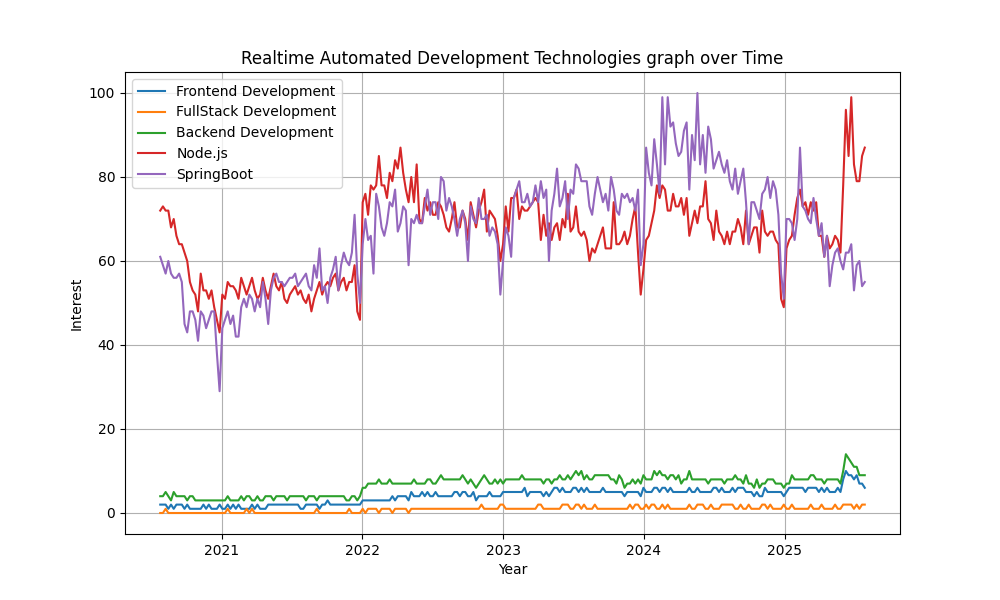 Realtime Automated Development Technologies graph over Time
Frontend Development
FullStack Development
Backend Development
Node.js
SpringBoot
100
80
60
40
20
0
Interest
2021
2022
2023
2024
2025
Year